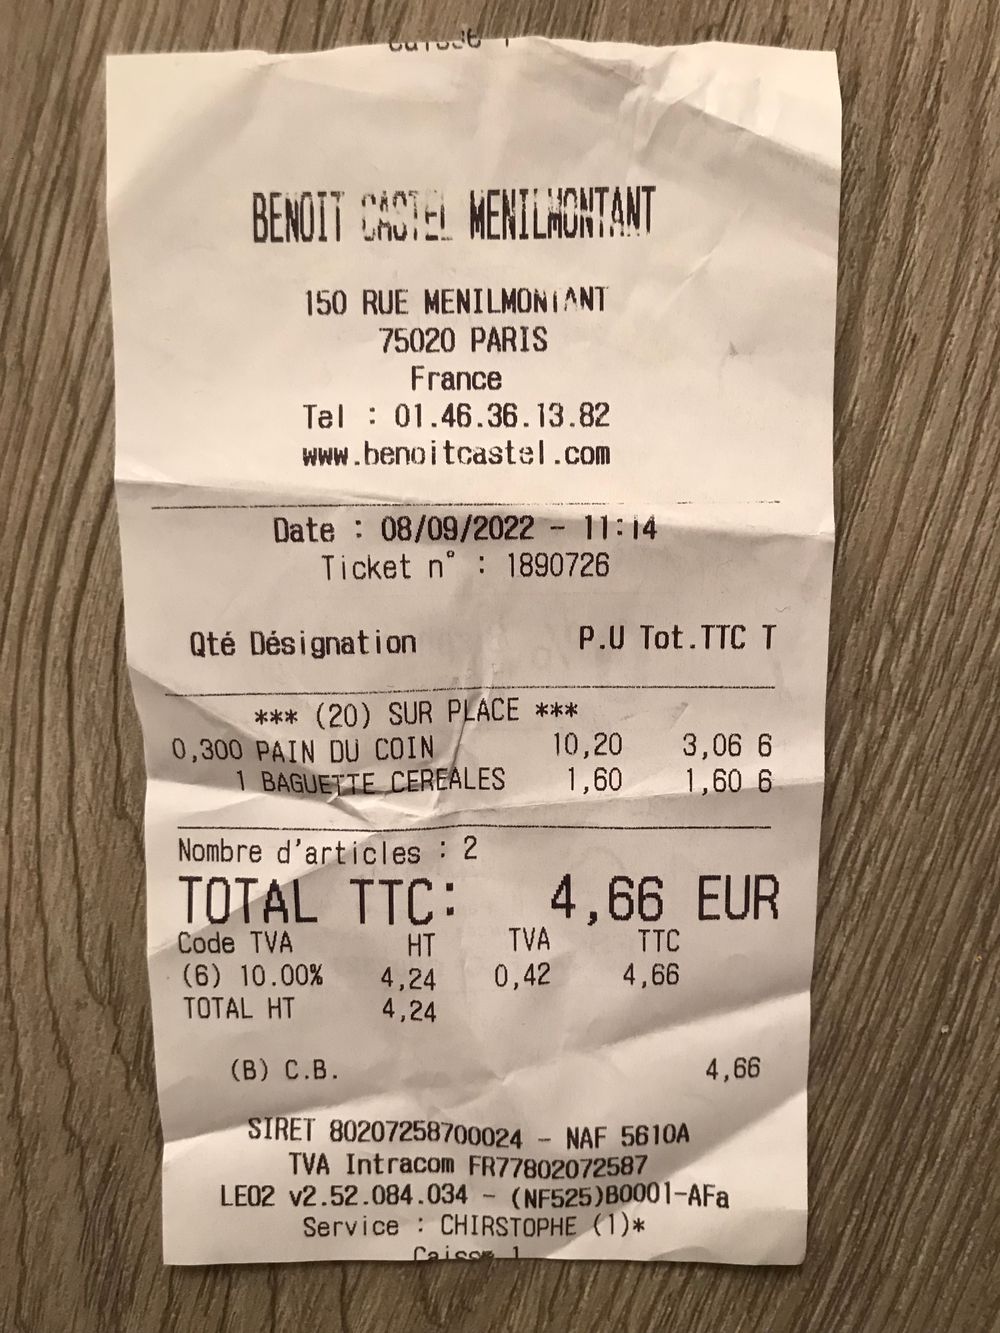 BENOIT CASTEL MENILMONTANT
150 RUE MENILMONTANT
75020 PARIS
France
Tel : 01.46.36.13.82
www.benoitcastel.com
Date : 08/09/2022 - 11:14
Ticket n° : 1890726
Qté Désignation P.U Tot.TTC T
*** (20) SUR PLACE ***
0,300 PAIN DU COIN 10,20 3,06 6
1 BAGUETTE CEREALES 1,60 1,60 6
Nombre d'articles : 2
TOTAL TTC: 4,66 EUR
Code TVA HT TVA TTC
(6) 10.00% 4,24 0,42 4,66
TOTAL HT 4,24
(B) C.B. 4,66
SIRET 80207258700024 - NAF 5610A
TVA Intracom FR77802072587
LEO2 v2.52.084.034 - (NF525)B0001-AFa
Service : CHIRSTOPHE (1)*
Caisse 1